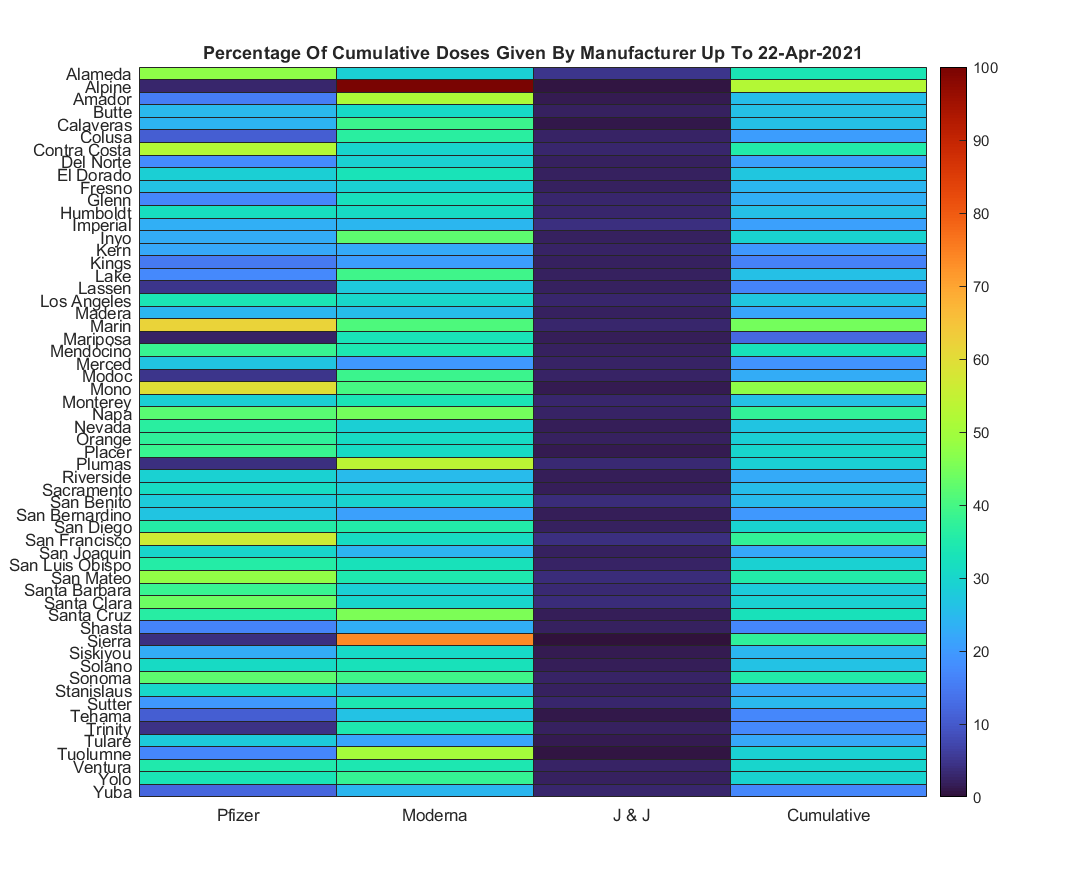 Percentage Of Cumulative Doses Given By Manufacturer Up To 22-Apr-2021
Alameda
Alpine
Amador
Butte
Calaveras
Colusa
Contra Costa
Del Norte
El Dorado
Fresno
Glenn
Humboldt
Imperial
Inyo
Kern
Kings
Lake
Lassen
Los Angeles
Madera
Marin
Mariposa
Mendocino
Merced
Modoc
Mono
Monterey
Napa
Nevada
Orange
Placer
Plumas
Riverside
Sacramento
San Benito
San Bernardino
San Diego
San Francisco
San Joaquin
San Luis Obispo
San Mateo
Santa Barbara
Santa Clara
Santa Cruz
Shasta
Sierra
Siskiyou
Solano
Sonoma
Stanislaus
Sutter
Tehama
Trinity
Tulare
Tuolumne
Ventura
Yolo
Yuba
Pfizer
Moderna
J & J
Cumulative
100
90
80
70
60
50
40
30
20
10
0